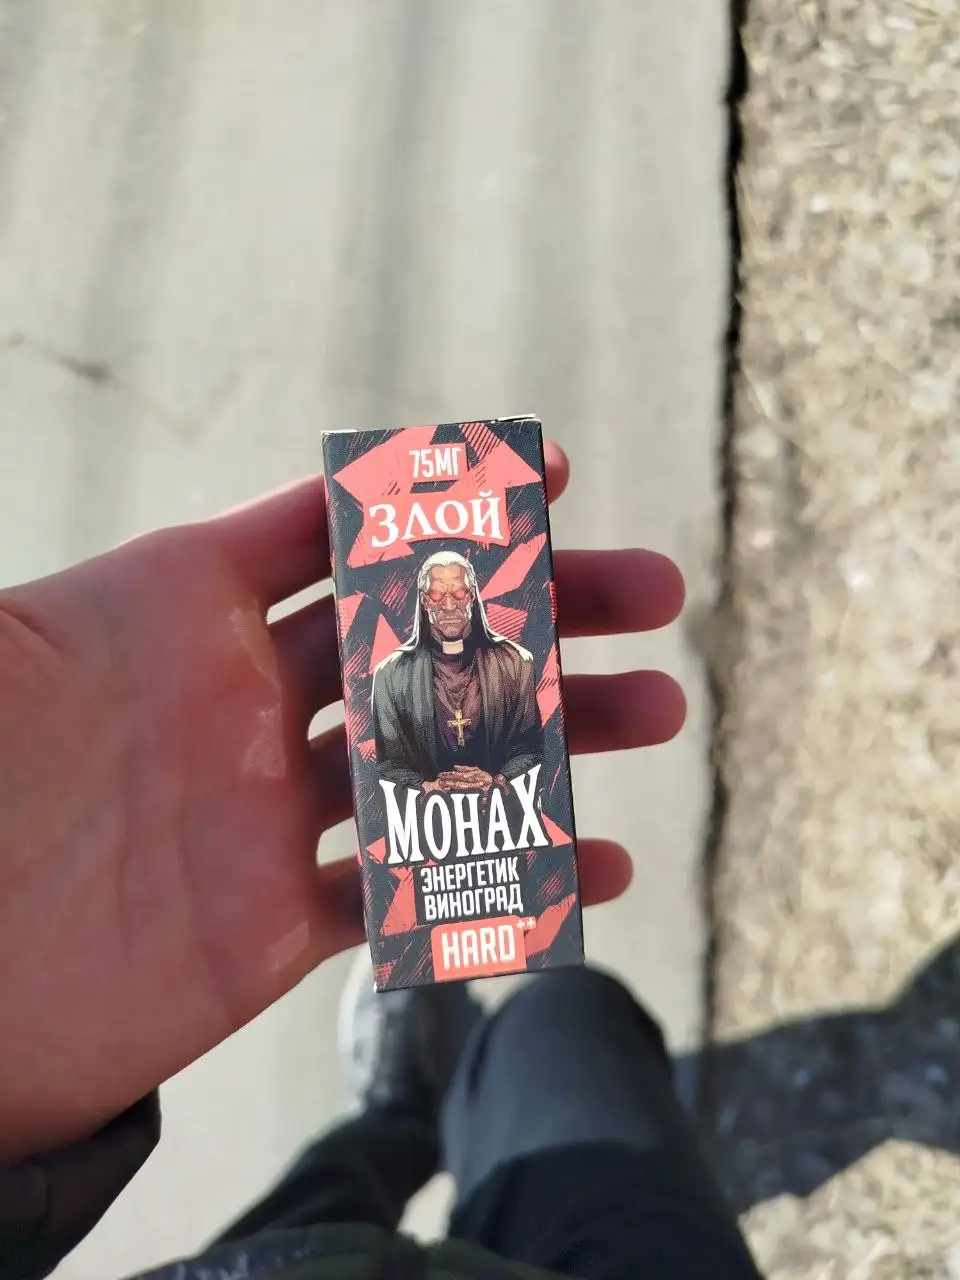 75МГ
ЗЛОЙ
МОНАХ
ЭНЕРГЕТИК
ВИНОГРАД
HARD++